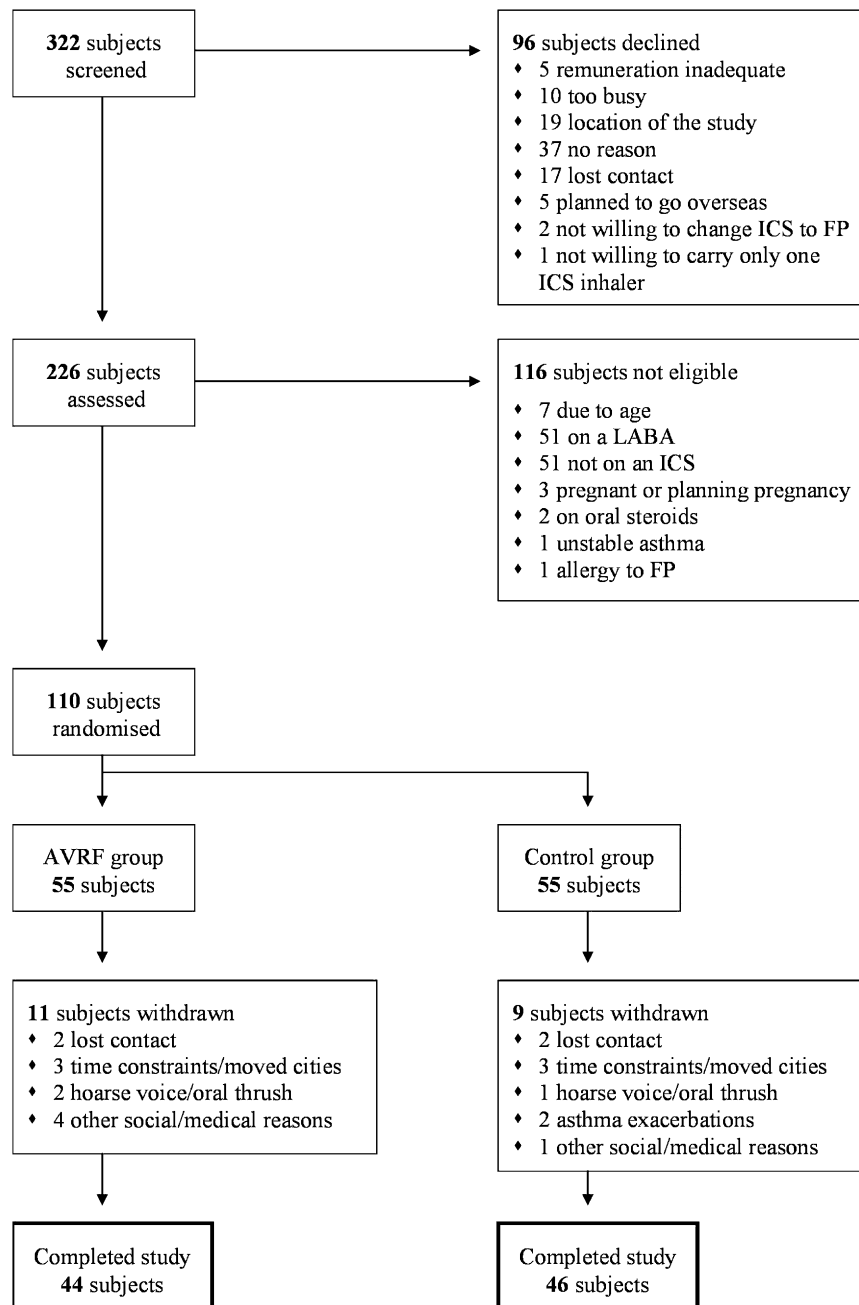 322 subjects
screened
96 subjects declined
♦ 5 remuneration inadequate
♦ 10 too busy
♦ 19 location of the study
♦ 37 no reason
♦ 17 lost contact
♦ 5 planned to go overseas
♦ 2 not willing to change ICS to FP
♦ 1 not willing to carry only one
ICS inhaler
226 subjects
assessed
116 subjects not eligible
♦ 7 due to age
♦ 51 on a LABA
♦ 51 not on an ICS
♦ 3 pregnant or planning pregnancy
♦ 2 on oral steroids
♦ 1 unstable asthma
♦ 1 allergy to FP
110 subjects
randomised
AVRF group
55 subjects
Control group
55 subjects
11 subjects withdrawn
♦ 2 lost contact
♦ 3 time constraints/moved cities
♦ 2 hoarse voice/oral thrush
♦ 4 other social/medical reasons
9 subjects withdrawn
♦ 2 lost contact
♦ 3 time constraints/moved cities
♦ 1 hoarse voice/oral thrush
♦ 2 asthma exacerbations
♦ 1 other social/medical reasons
Completed study
44 subjects
Completed study
46 subjects